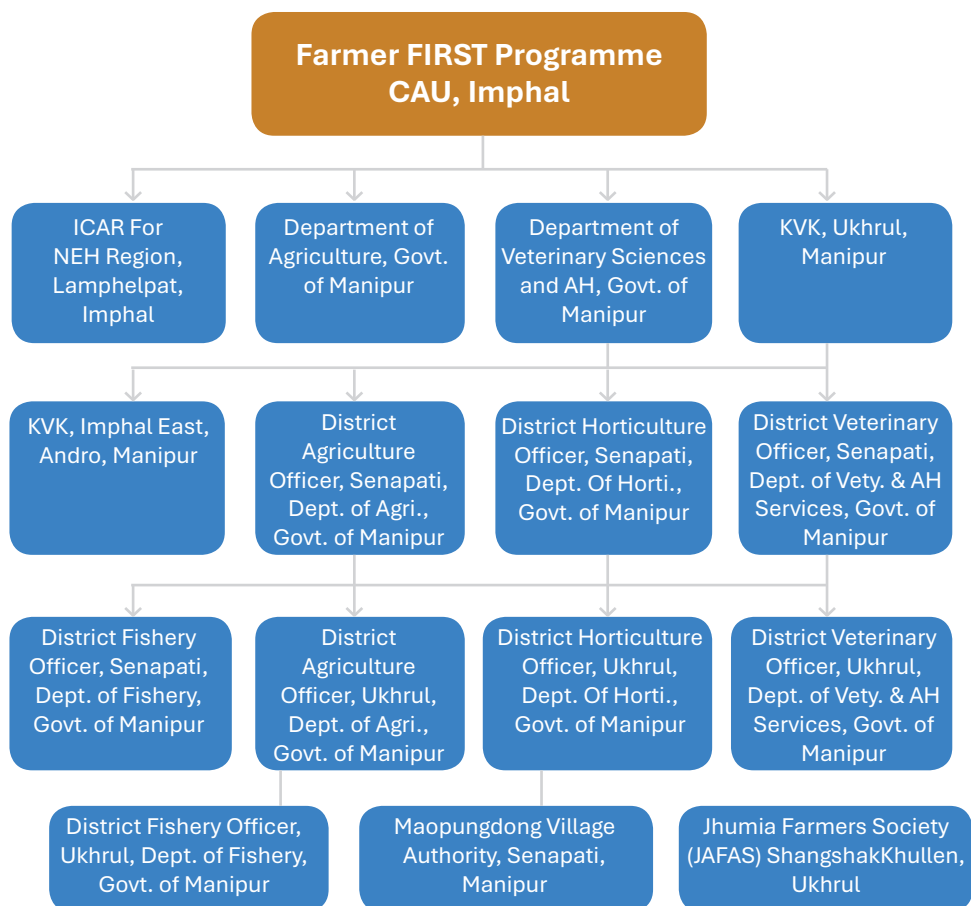 Farmer FIRST Programme
CAU, Imphal
ICAR For
NEH Region,
Lamphelpat,
Imphal
Department of
Agriculture, Govt.
of Manipur
Department of
Veterinary Sciences
and AH, Govt. of
Manipur
KVK, Ukhrul,
Manipur
KVK, Imphal East,
Andro, Manipur
District
Agriculture
Officer, Senapati,
Dept. of Agri.,
Govt. of Manipur
District Horticulture
Officer, Senapati,
Dept. Of Horti.,
Govt. of Manipur
District Veterinary
Officer, Senapati,
Dept. of Vety. & AH
Services, Govt. of
Manipur
District Fishery
Officer, Senapati,
Dept. of Fishery,
Govt. of Manipur
District
Agriculture
Officer, Ukhrul,
Dept. of Agri.,
Govt. of Manipur
District Horticulture
Officer, Ukhrul,
Dept. Of Horti.,
Govt. of Manipur
District Veterinary
Officer, Ukhrul,
Dept. of Vety. & AH
Services, Govt. of
Manipur
District Fishery Officer,
Ukhrul, Dept. of Fishery,
Govt. of Manipur
Maopungdong Village
Authority, Senapati,
Manipur
Jhumia Farmers Society
(JAFAS) ShangshakKhullen,
Ukhrul